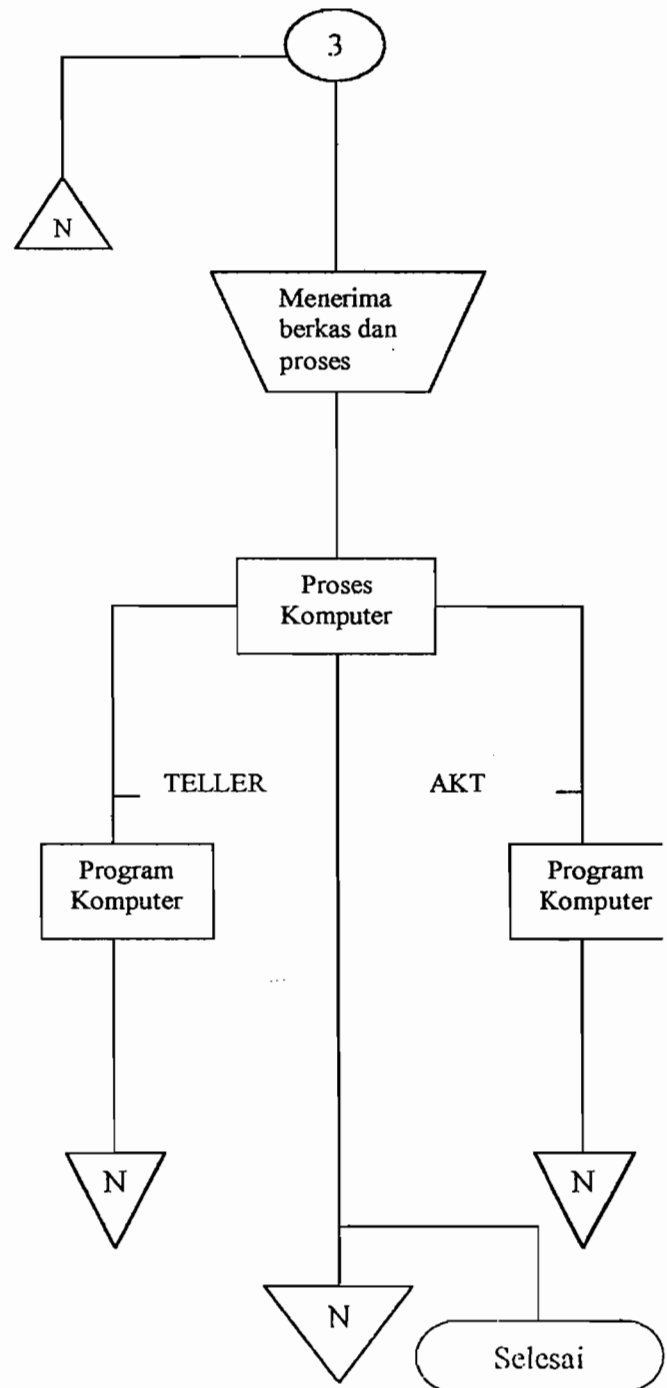 3
N
Menerima
berkas dan
proses
Proses
Komputer
TELLER
AKT
Program
Komputer
Program
Komputer
N
N
N
Selesai